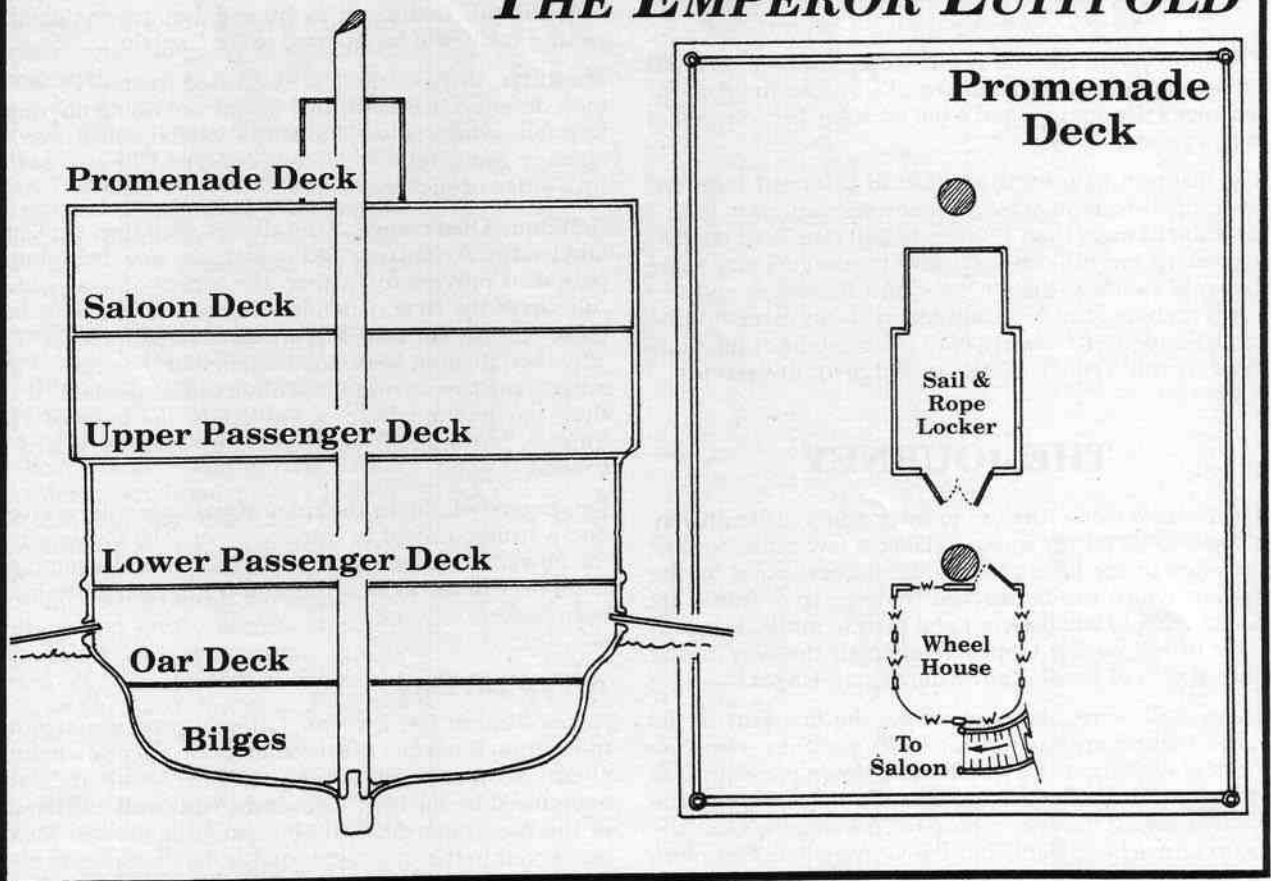 THE EMPEROR LUITPOLD
Promenade Deck
Saloon Deck
Upper Passenger Deck
Lower Passenger Deck
Oar Deck
Bilges
Promenade
Deck
Sail &
Rope
Locker
W
W
Wheel
House
W
W
W
W
To
Saloon